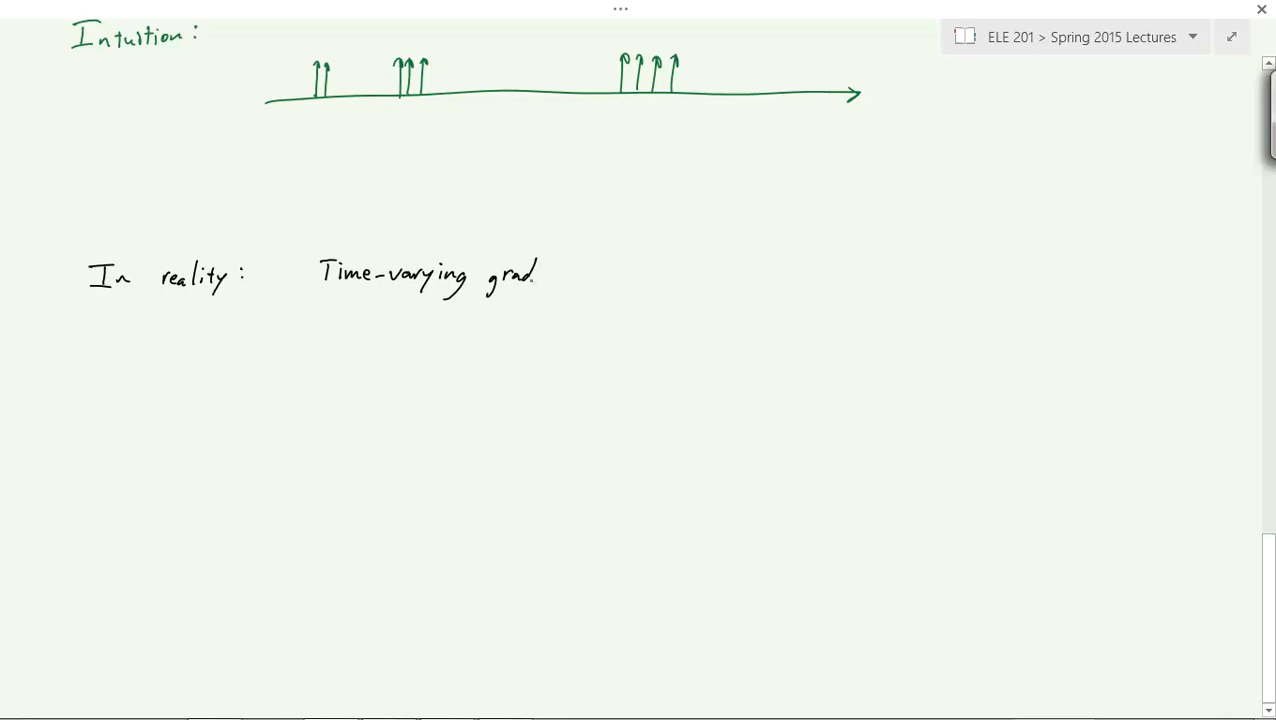 Intuition:
ELE 201 > Spring 2015 Lectures
In reality: Time-varying grad